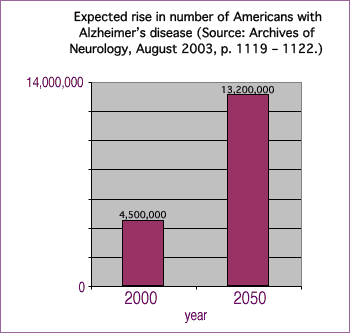 Expected rise in number of Americans with
Alzheimer's disease (Source: Archives of
Neurology, August 2003, p. 1119 – 1122.)
14,000,000
13,200,000
4,500,000
0
2000
2050
year